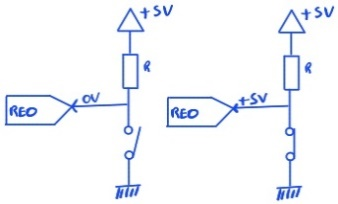 +5V +5V
R R
0V +5V
REO REO